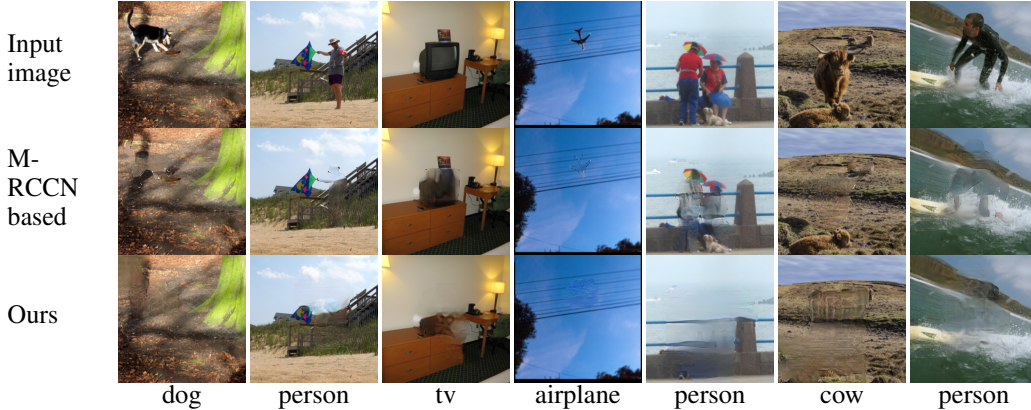 Input
image
M-
RCCN
based
Ours
dog person tv airplane person cow person